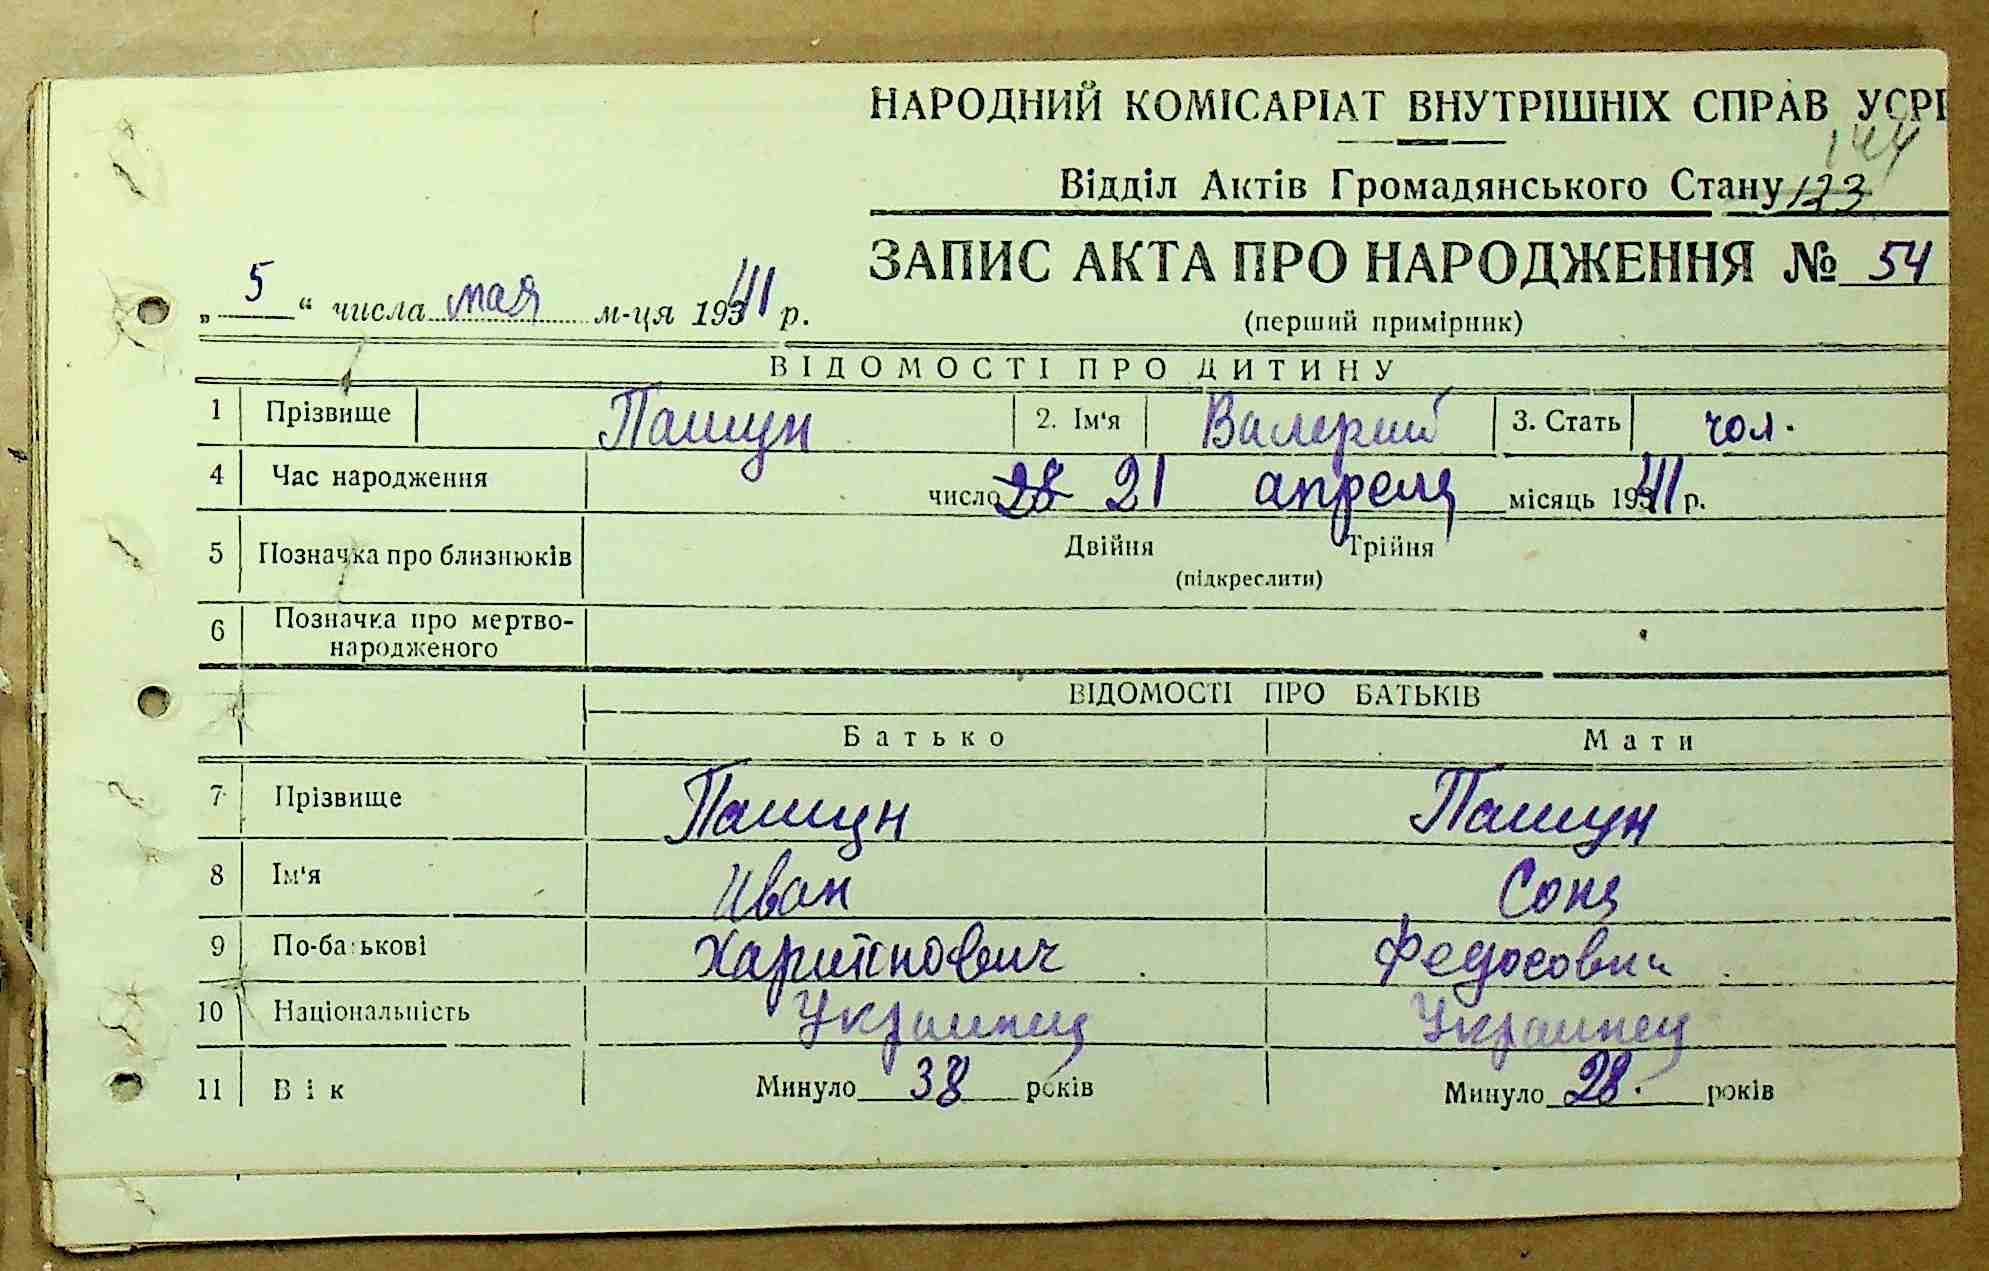 НАРОДНИЙ КОМІСАРІАТ ВНУТРІШНІХ СПРАВ УСРР
144
Відділ Актів Громадянського Стану 123
ЗАПИС АКТА ПРО НАРОДЖЕННЯ № 54
„ 5 “ числа мая м-ця 1941 р.
(перший примірник)
ВІДОМОСТІ ПРО ДИТИНУ
1 Прізвище Пашун 2. Ім'я Валерий 3. Стать чол.
4 Час народження число 28 21 апреля місяць 1941 р.
5 Позначка про близнюків Двійня Трійня
(підкреслити)
6 Позначка про мертво-
народженого
ВІДОМОСТІ ПРО БАТЬКІВ
Батько Мати
7 Прізвище Пашун Пашун
8 Ім'я Иван Соня
9 По-батькові Харитонович Федосовна
10 Національність Украинец Украинец
11 Вік Минуло 38 років Минуло 28. років